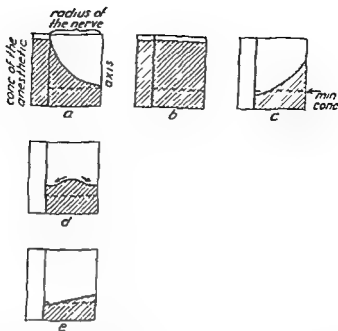 radius of
the nerve
conc of the
anesthetic
axis
a
b
c
min
conc
d
e